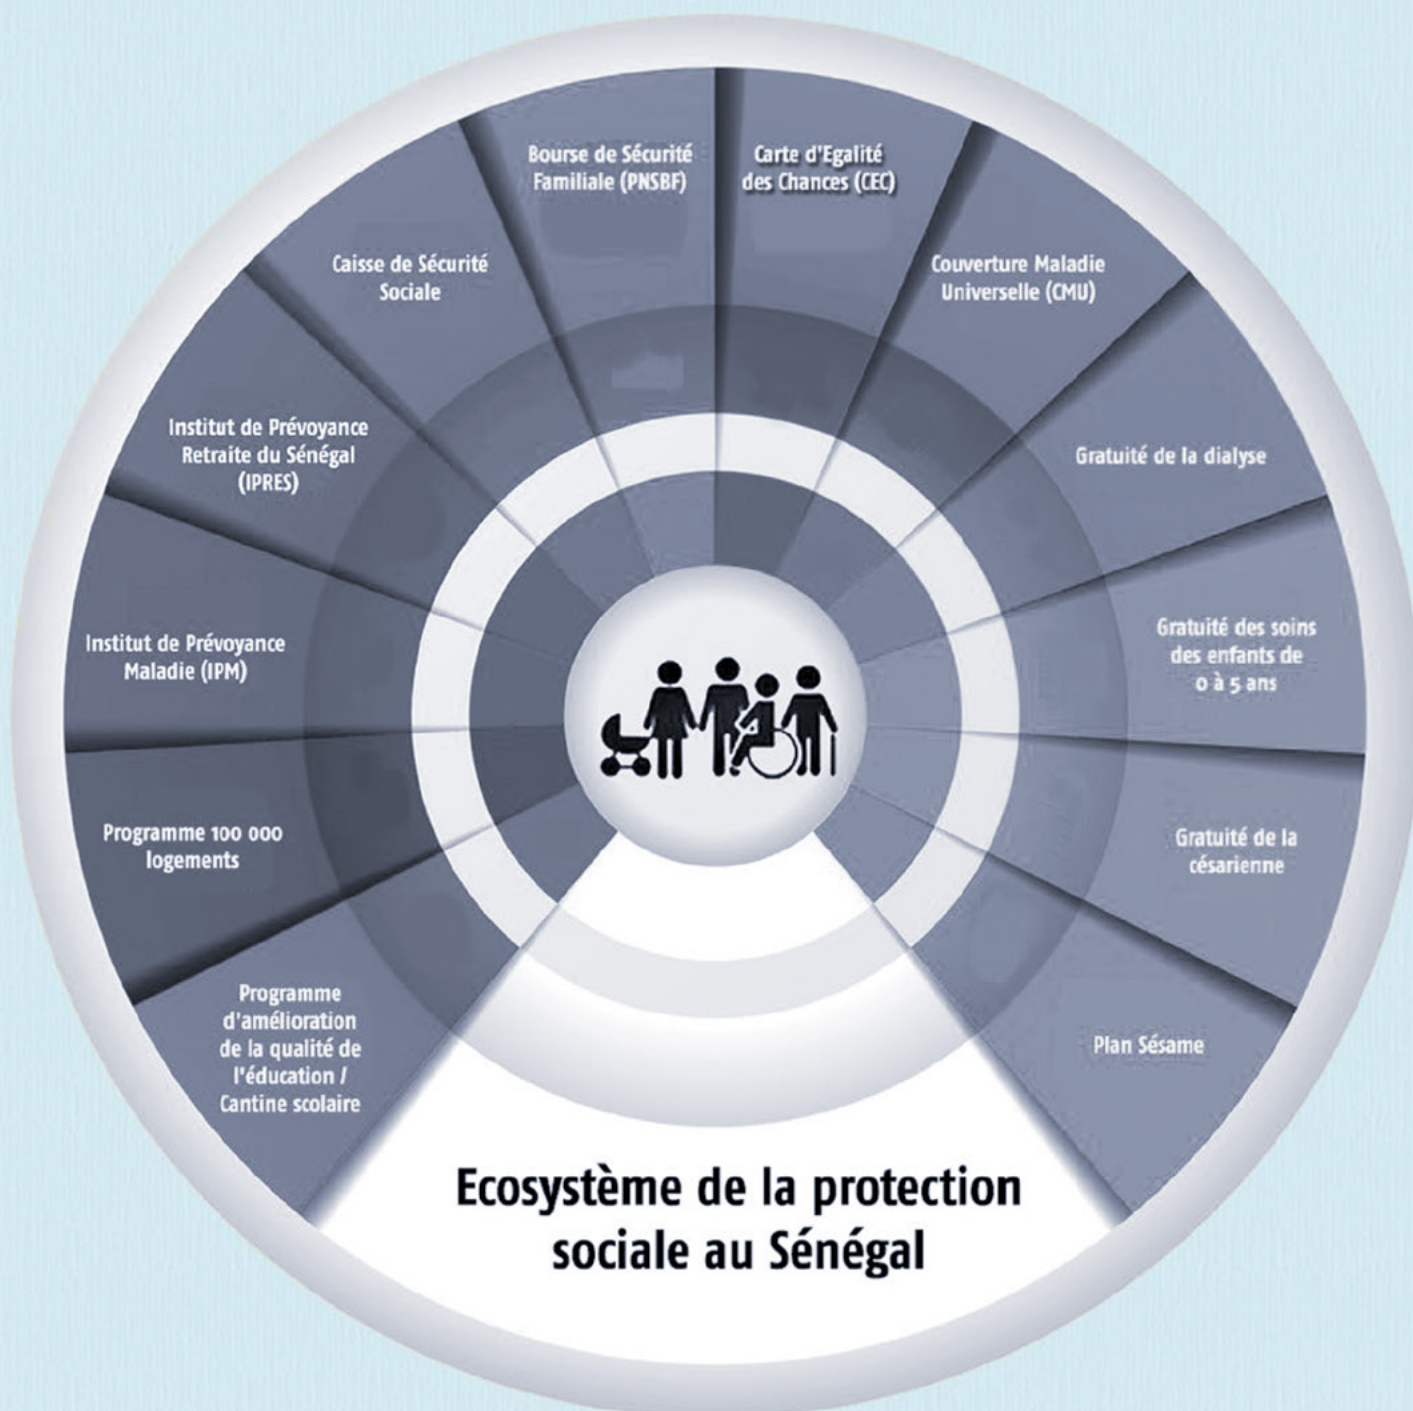 Bourse de Sécurité
Familiale (PNSBF)
Carte d'Egalité
des Chances (CEC)
Couverture Maladie
Universelle (CMU)
Gratuité de la dialyse
Gratuité des soins
des enfants de
0 à 5 ans
Gratuité de la
césarienne
Plan Sésame
Caisse de Sécurité
Sociale
Institut de Prévoyance
Retraite du Sénégal
(IPRES)
Institut de Prévoyance
Maladie (IPM)
Programme 100 000
logements
Programme
d'amélioration
de la qualité de
l'éducation /
Cantine scolaire
Ecosystème de la protection
sociale au Sénégal